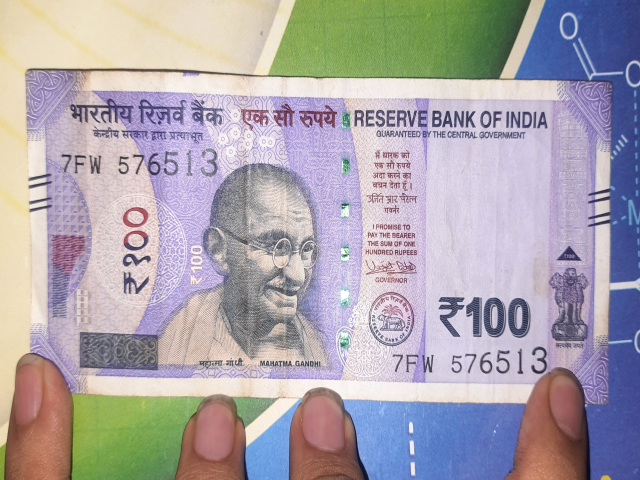 भारतीय रिज़र्व बैंक
केन्द्रीय सरकार द्वारा प्रत्याभूत
एक सौ रुपये
RESERVE BANK OF INDIA
GUARANTEED BY THE CENTRAL GOVERNMENT
7FW 576513
₹१००
₹100
मैं धारक को
एक सौ रुपये
अदा करने का
वचन देता हूँ।
गवर्नर
I PROMISE TO
PAY THE BEARER
THE SUM OF ONE
HUNDRED RUPEES
GOVERNOR
₹100
महात्मा गांधी
MAHATMA GANDHI
7FW 576513
सत्यमेव जयते